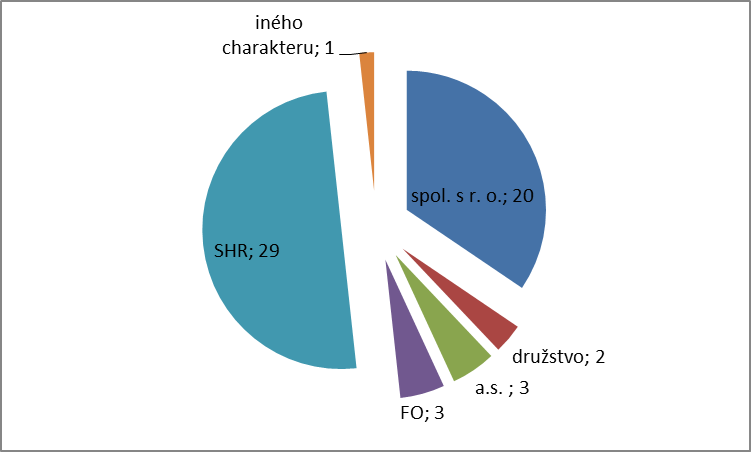 iného
charakteru; 1
spol. s r. o.; 20
SHR; 29
družstvo; 2
a.s. ; 3
FO; 3